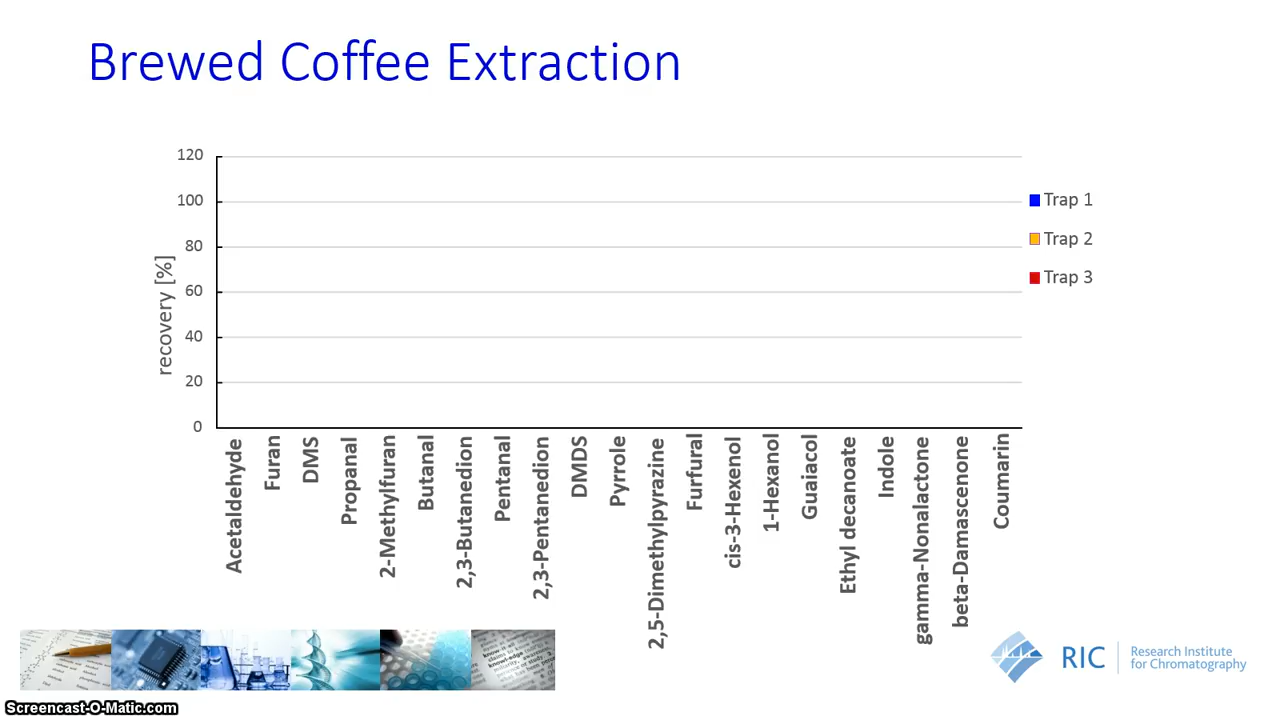 Brewed Coffee Extraction
120
100
80
60
40
20
0
recovery [%]
Trap 1
Trap 2
Trap 3
Acetaldehyde
Furan
DMS
Propanal
2-Methylfuran
Butanal
2,3-Butanedion
Pentanal
2,3-Pentanedion
DMDS
Pyrrole
2,5-Dimethylpyrazine
Furfural
cis-3-Hexenol
1-Hexanol
Guaiacol
Ethyl decanoate
Indole
gamma-Nonalactone
beta-Damascenone
Coumarin
RIC
Research Institute
for Chromatography
Screencast-O-Matic.com